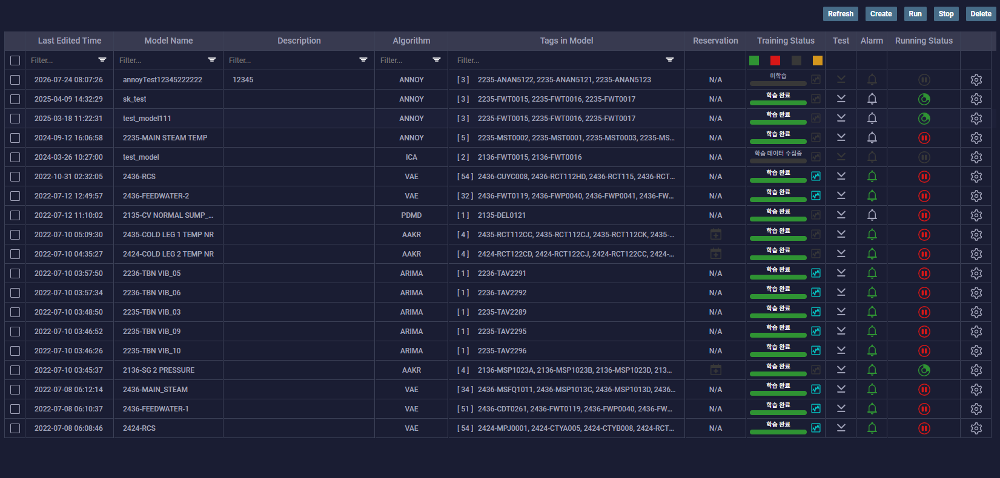 Refresh Create Run Stop Delete
Last Edited Time Model Name Description Algorithm Tags in Model Reservation Training Status Test Alarm Running Status
Filter... Filter... Filter... Filter... Filter...
2026-07-24 08:07:26 annoyTest12345222222 12345 ANNOY [ 3 ] 2235-ANAN5122, 2235-ANAN5121, 2235-ANAN5123 N/A 미학습
2025-04-09 14:32:29 sk_test ANNOY [ 3 ] 2235-FWT0015, 2235-FWT0016, 2235-FWT0017 N/A 학습 완료
2025-03-18 11:22:31 test_model111 ANNOY [ 3 ] 2235-FWT0015, 2235-FWT0016, 2235-FWT0017 N/A 학습 완료
2024-09-12 16:06:58 2235-MAIN STEAM TEMP ANNOY [ 5 ] 2235-MST0002, 2235-MST0001, 2235-MST0003, 2235-MS... N/A 학습 완료
2024-03-26 10:27:00 test_model ICA [ 2 ] 2136-FWT0015, 2136-FWT0016 N/A 학습 데이터 수집중
2022-10-31 02:32:05 2436-RCS VAE [ 54 ] 2436-CUYC008, 2436-RCT112HD, 2436-RCT115, 2436-RCT... N/A 학습 완료
2022-07-12 12:49:57 2436-FEEDWATER-2 VAE [ 32 ] 2436-FWT0119, 2436-FWP0040, 2436-FWP0041, 2436-FW... N/A 학습 완료
2022-07-12 11:10:02 2135-CV NORMAL SUMP_... PDMD [ 1 ] 2135-DEL0121 N/A 학습 완료
2022-07-10 05:09:30 2435-COLD LEG 1 TEMP NR AAKR [ 4 ] 2435-RCT112CC, 2435-RCT112CJ, 2435-RCT112CK, 2435-... 학습 완료
2022-07-10 04:35:27 2424-COLD LEG 2 TEMP NR AAKR [ 4 ] 2424-RCT122CD, 2424-RCT122CJ, 2424-RCT122CC, 2424-... 학습 완료
2022-07-10 03:57:50 2236-TBN VIB_05 ARIMA [ 1 ] 2236-TAV2291 N/A 학습 완료
2022-07-10 03:57:34 2236-TBN VIB_06 ARIMA [ 1 ] 2236-TAV2292 N/A 학습 완료
2022-07-10 03:48:50 2235-TBN VIB_03 ARIMA [ 1 ] 2235-TAV2289 N/A 학습 완료
2022-07-10 03:46:52 2235-TBN VIB_09 ARIMA [ 1 ] 2235-TAV2295 N/A 학습 완료
2022-07-10 03:46:26 2235-TBN VIB_10 ARIMA [ 1 ] 2235-TAV2296 N/A 학습 완료
2022-07-10 03:45:37 2136-SG 2 PRESSURE AAKR [ 4 ] 2136-MSP1023A, 2136-MSP1023B, 2136-MSP1023D, 213... 학습 완료
2022-07-08 06:12:14 2436-MAIN_STEAM VAE [ 34 ] 2436-MSFQ1011, 2436-MSP1013C, 2436-MSP1013D, 2436... N/A 학습 완료
2022-07-08 06:10:37 2436-FEEDWATER-1 VAE [ 51 ] 2436-CDT0261, 2436-FWT0119, 2436-FWP0040, 2436-FW... N/A 학습 완료
2022-07-08 06:08:46 2424-RCS VAE [ 54 ] 2424-MPJ0001, 2424-CTYA005, 2424-CTYB008, 2424-RCT... N/A 학습 완료